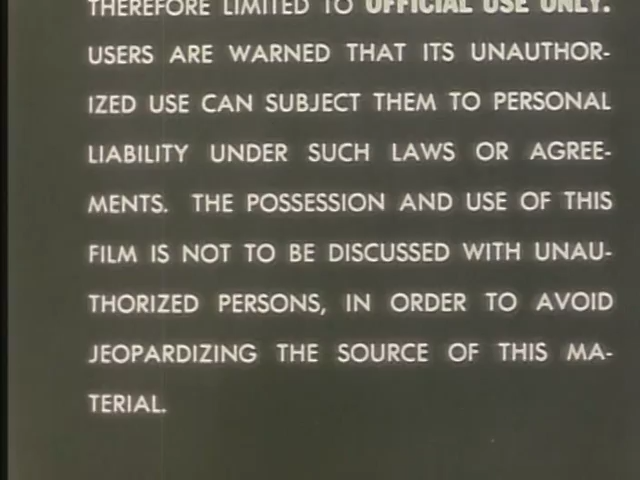 THEREFORE LIMITED TO OFFICIAL USE ONLY.
USERS ARE WARNED THAT ITS UNAUTHOR-
IZED USE CAN SUBJECT THEM TO PERSONAL
LIABILITY UNDER SUCH LAWS OR AGREE-
MENTS. THE POSSESSION AND USE OF THIS
FILM IS NOT TO BE DISCUSSED WITH UNAU-
THORIZED PERSONS, IN ORDER TO AVOID
JEOPARDIZING THE SOURCE OF THIS MA-
TERIAL.